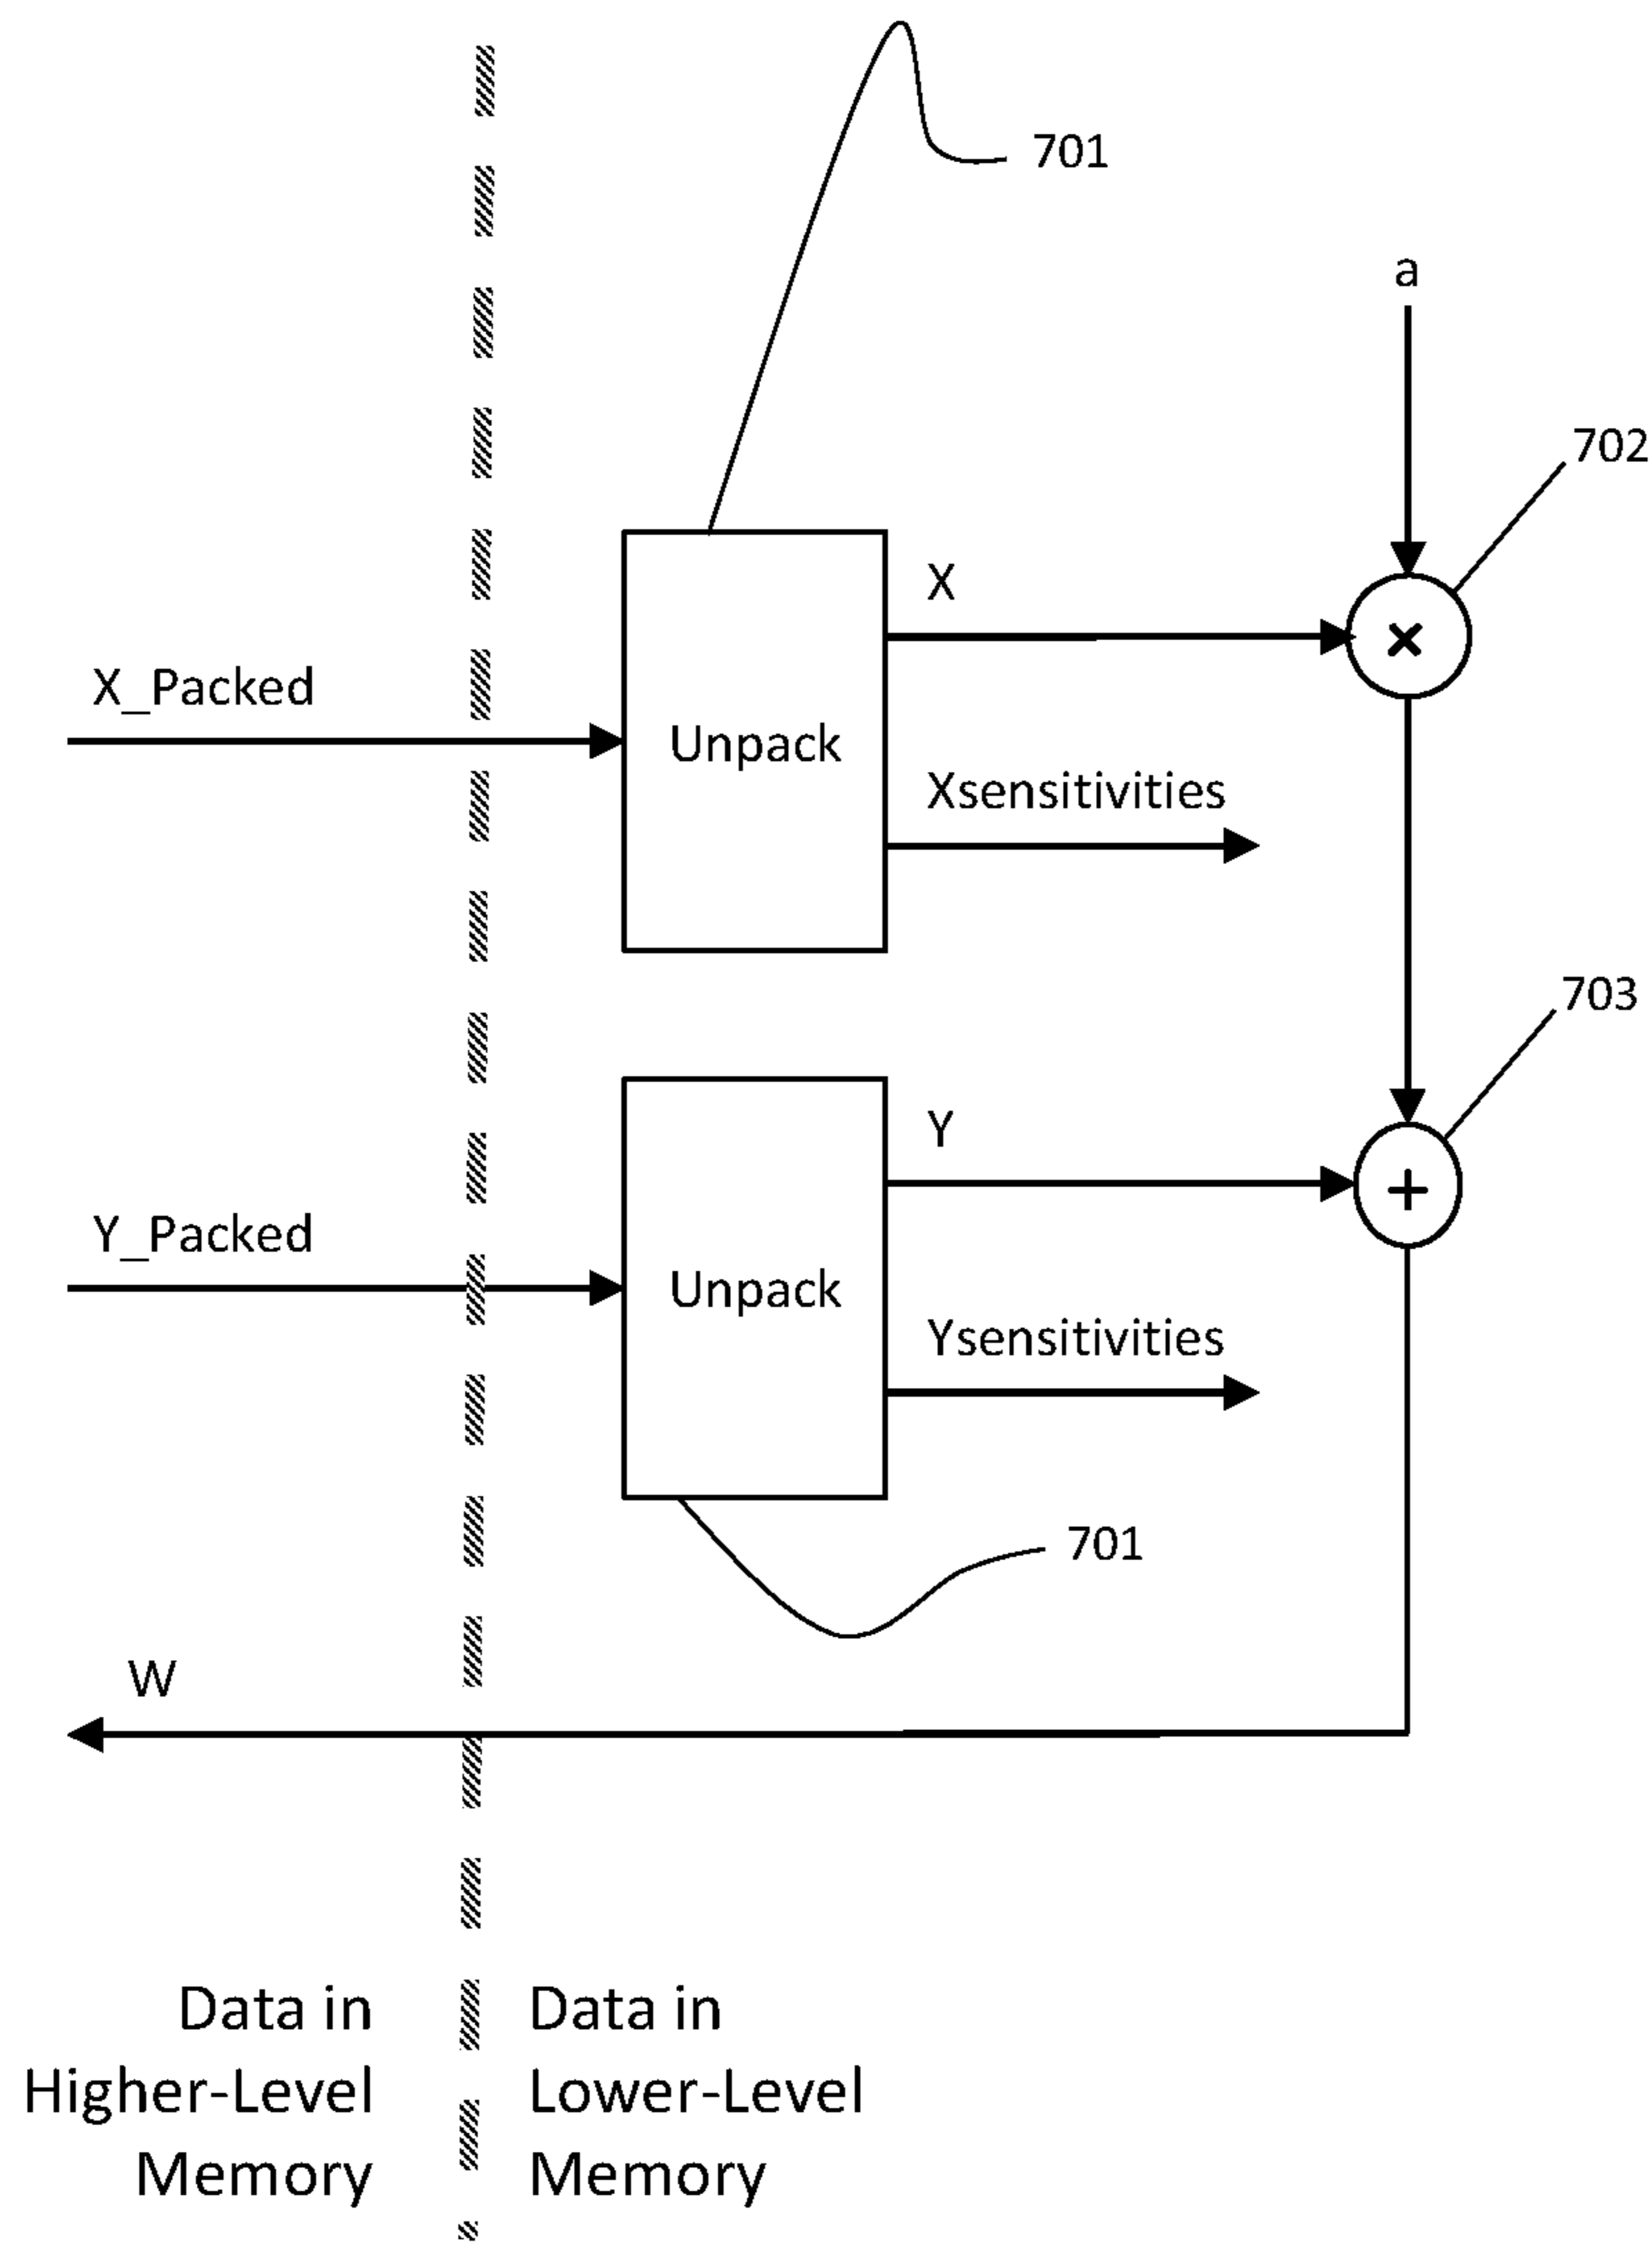 701
a
702
X
X_Packed
Unpack
Xsensitivities
703
Y
Y_Packed
Unpack
Ysensitivities
701
W
Data in
Higher-Level
Memory
Data in
Lower-Level
Memory